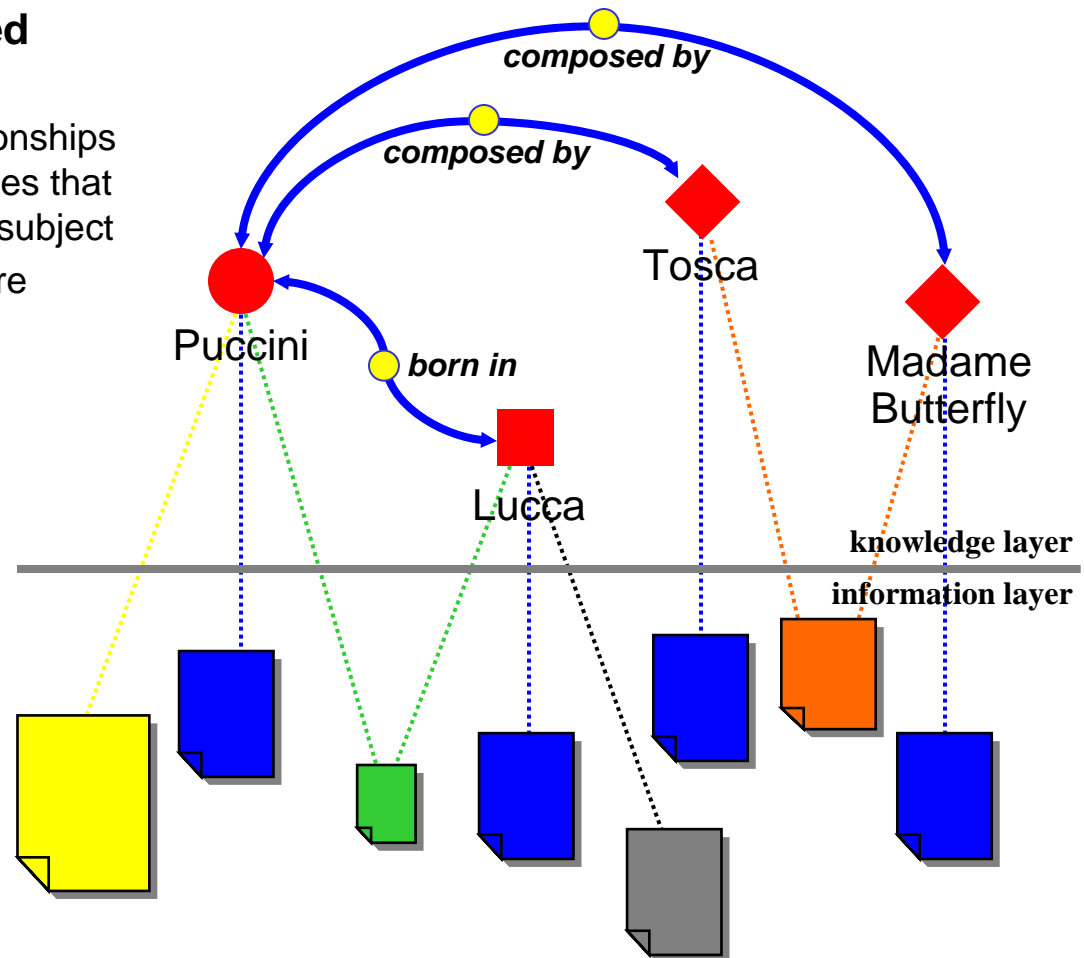 ed
composed by
onships
composed by
es that
subject
Tosca
re
Puccini
born in
Madame
Butterfly
Lucca
knowledge layer
information layer